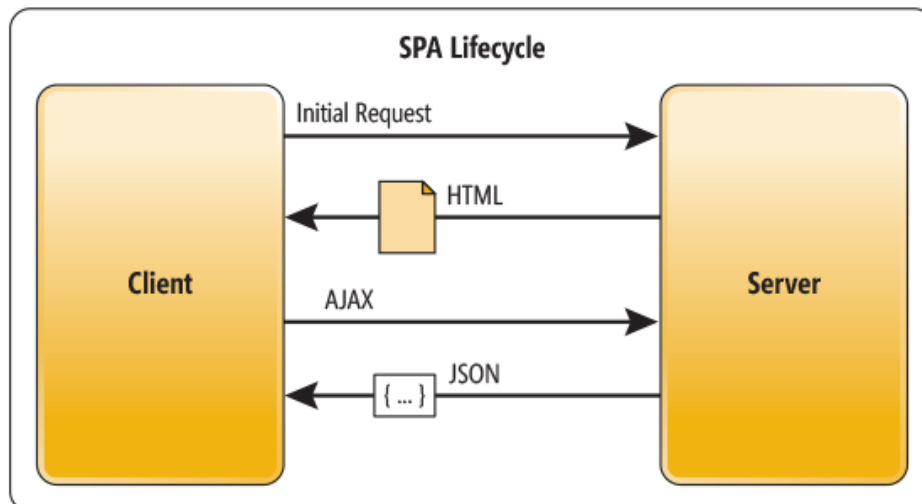 SPA Lifecycle
Initial Request
HTML
Client
Server
AJAX
JSON
{ ... }